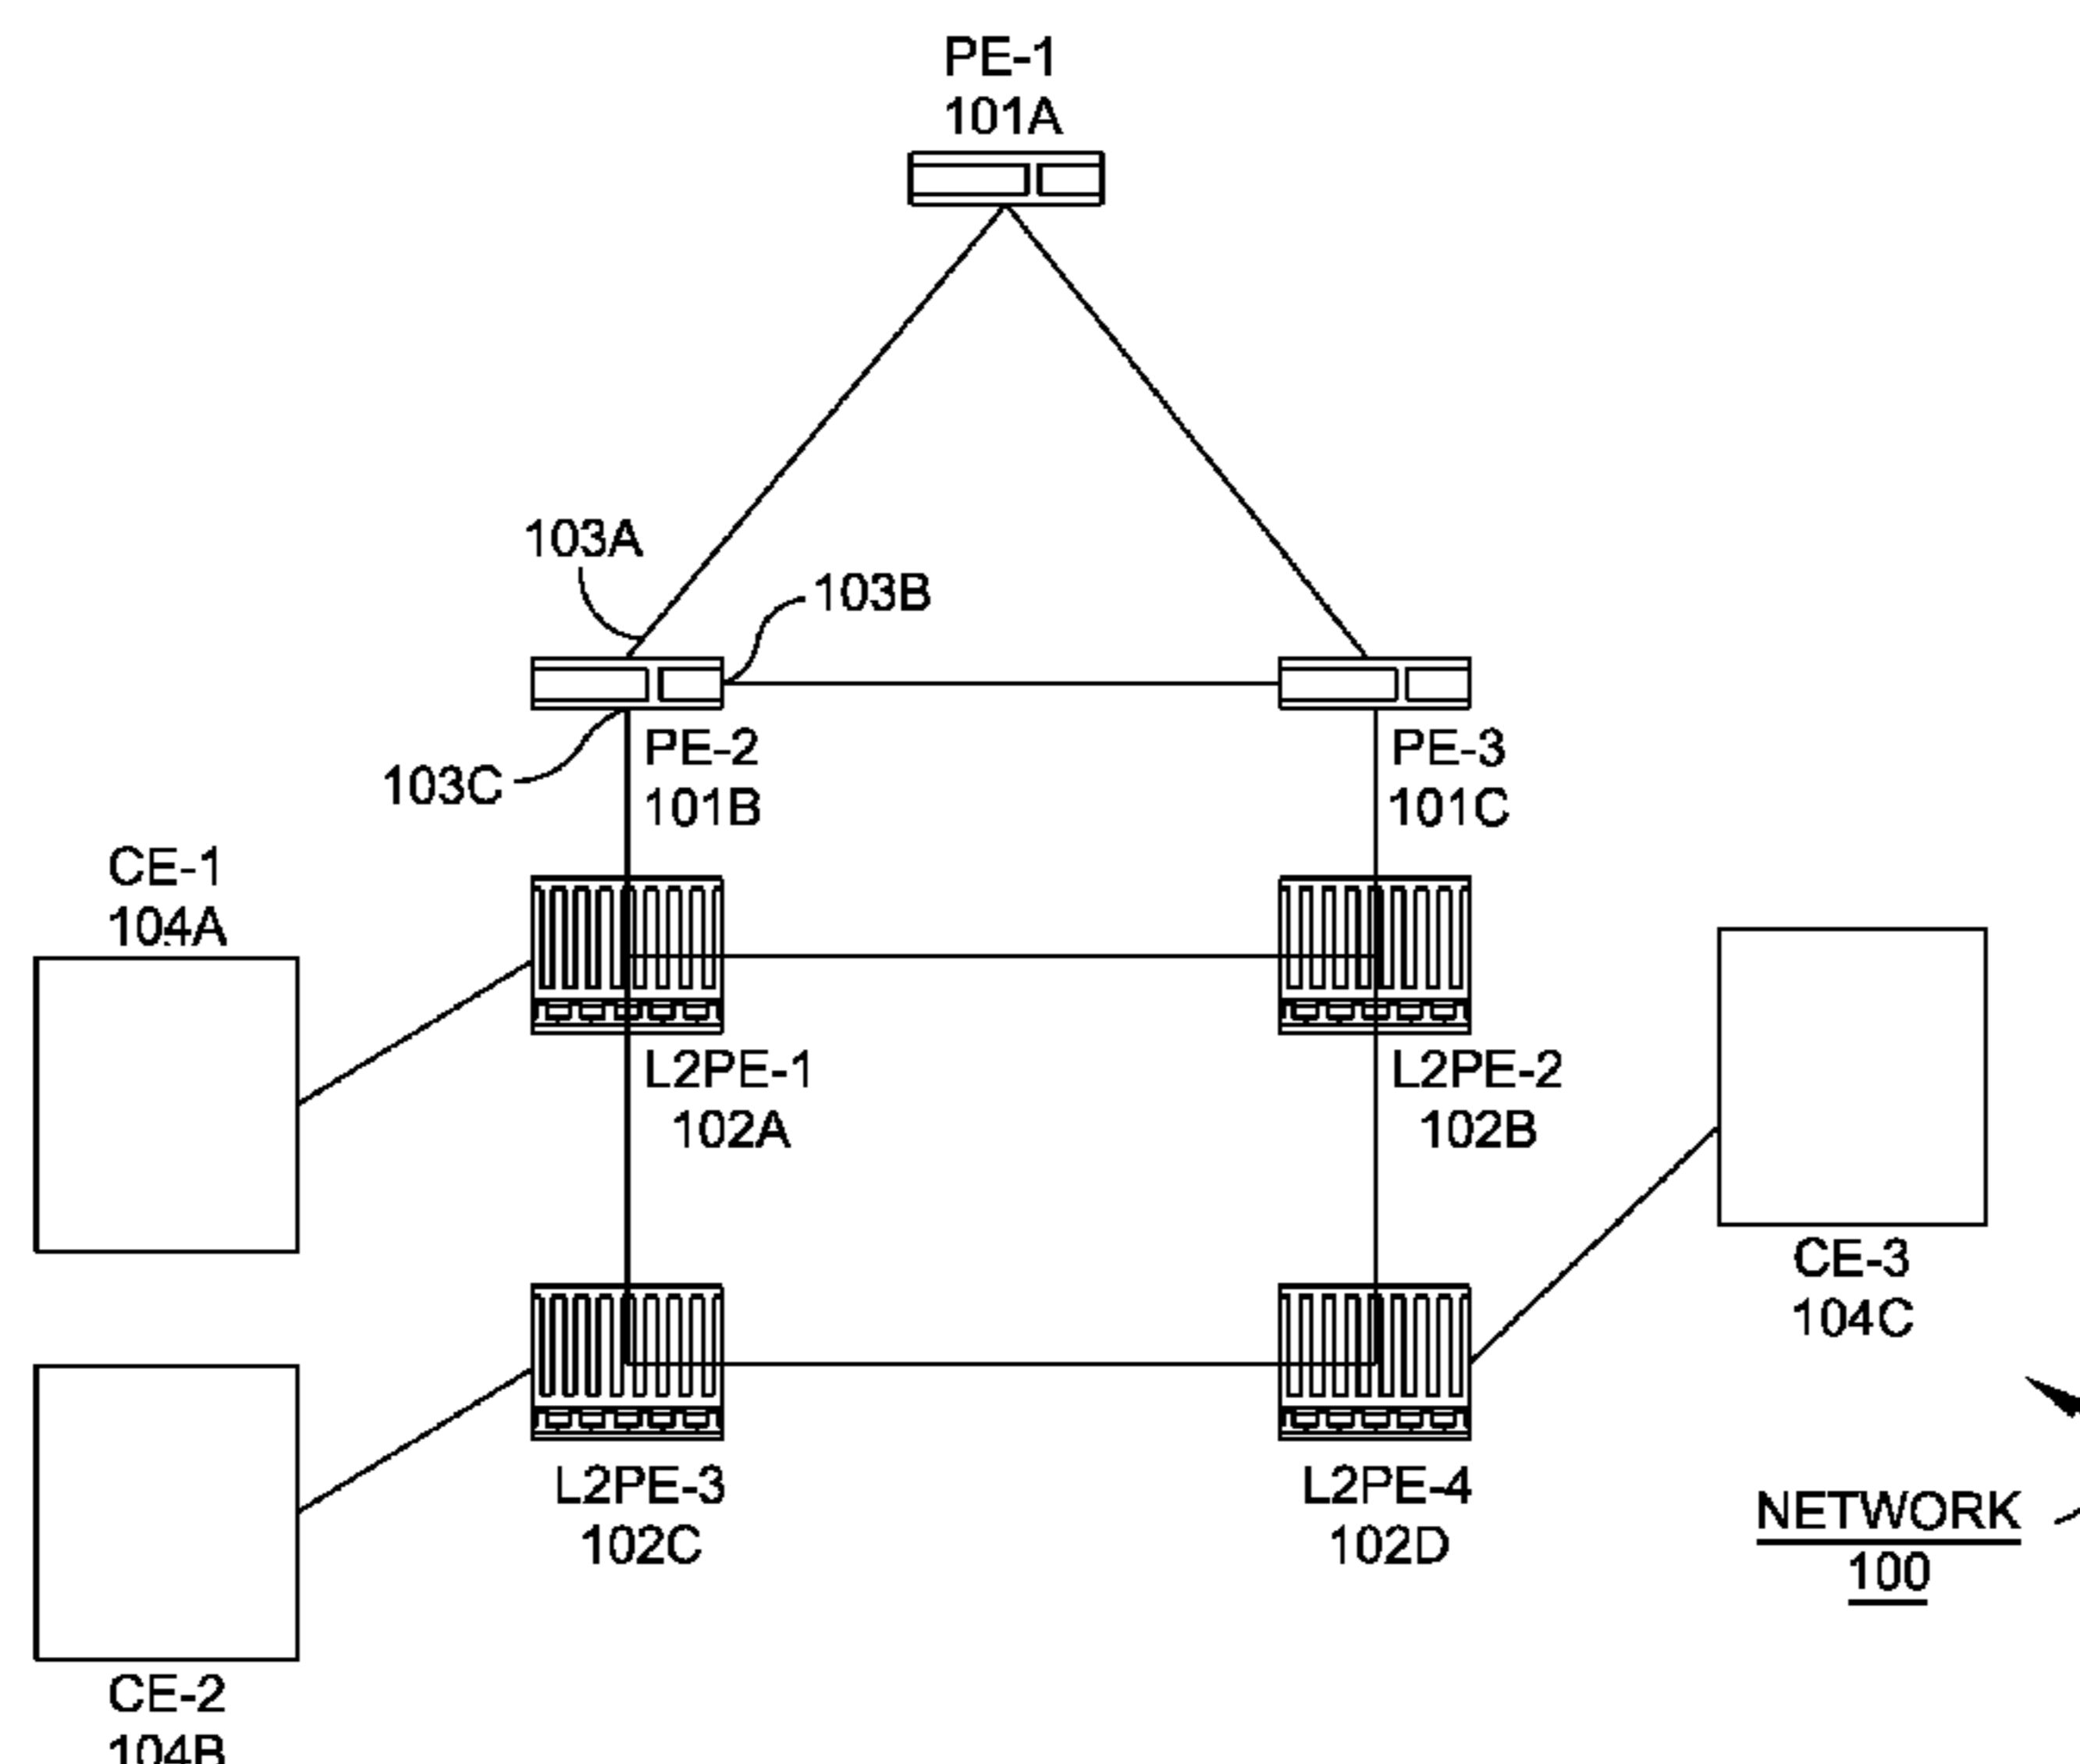 PE-1
101A
103A
103B
103C
PE-2
101B
PE-3
101C
CE-1
104A
L2PE-1
102A
L2PE-2
102B
CE-3
104C
L2PE-3
102C
L2PE-4
102D
NETWORK
100
CE-2
104B